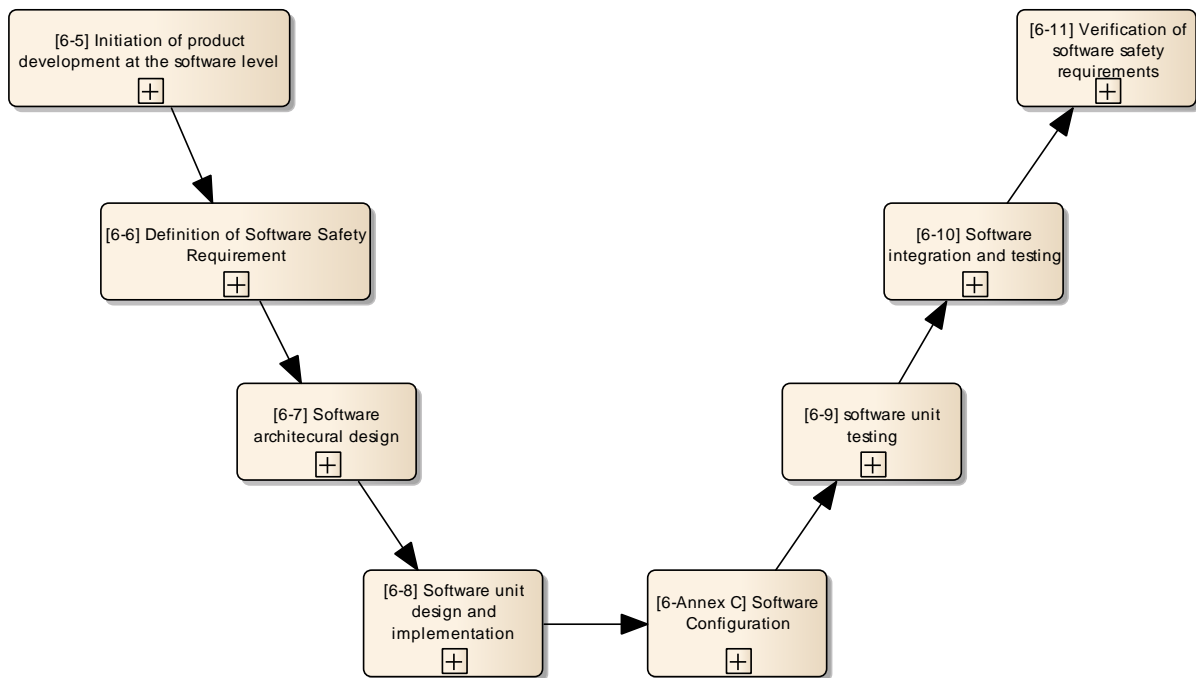 [6-5] Initiation of product
development at the software level
[6-11] Verification of
software safety
requirements
[6-6] Definition of Software Safety
Requirement
[6-10] Software
integration and testing
[6-7] Software
architecural design
[6-9] software unit
testing
[6-8] Software unit
design and
implementation
[6-Annex C] Software
Configuration